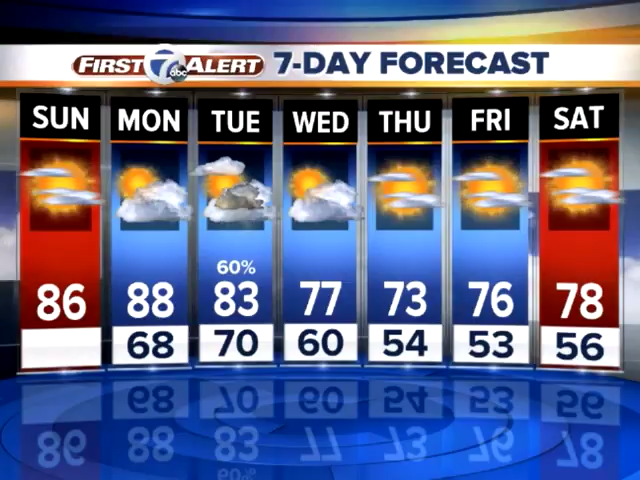 FIRST 7 abc ALERT 7-DAY FORECAST
SUN MON TUE WED THU FRI SAT
60%
86 88 83 77 73 76 78
68 70 60 54 53 56